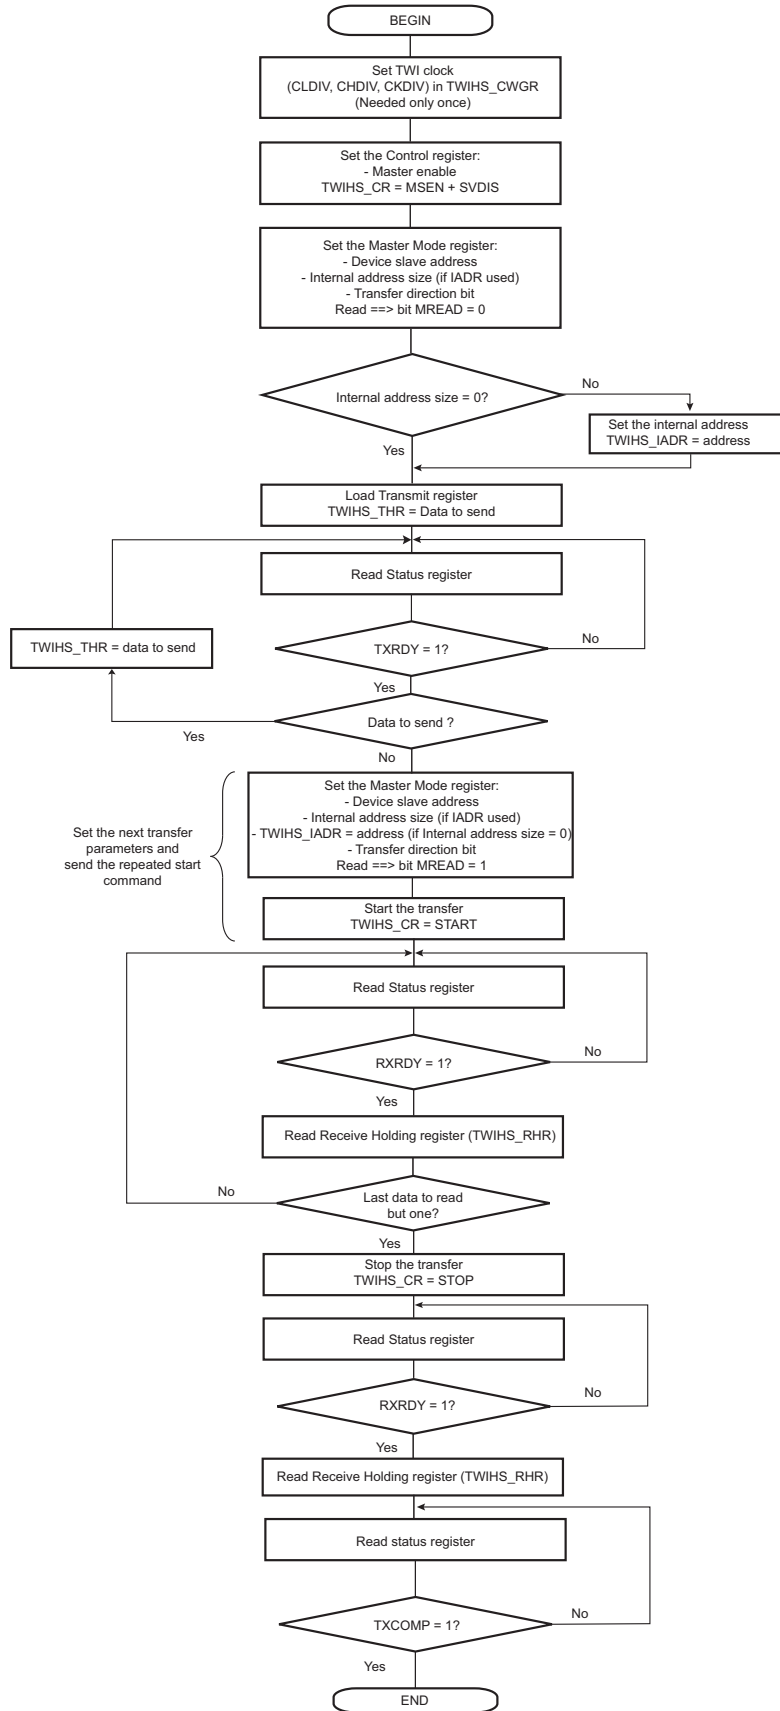 BEGIN
Set TWI clock
(CLDIV, CHDIV, CKDIV) in TWIHS_CWGR
(Needed only once)
Set the Control register:
- Master enable
TWIHS_CR = MSEN + SVDIS
Set the Master Mode register:
- Device slave address
- Internal address size (if IADR used)
- Transfer direction bit
Read ==> bit MREAD = 0
Internal address size = 0?
No
Set the internal address
TWIHS_IADR = address
Yes
Load Transmit register
TWIHS_THR = Data to send
Read Status register
TWIHS_THR = data to send
TXRDY = 1?
No
Yes
Data to send ?
Yes
No
Set the next transfer
parameters and
send the repeated start
command
Set the Master Mode register:
- Device slave address
- Internal address size (if IADR used)
- TWIHS_IADR = address (if Internal address size = 0)
- Transfer direction bit
Read ==> bit MREAD = 1
Start the transfer
TWIHS_CR = START
Read Status register
RXRDY = 1?
No
Yes
Read Receive Holding register (TWIHS_RHR)
No
Last data to read
but one?
Yes
Stop the transfer
TWIHS_CR = STOP
Read Status register
RXRDY = 1?
No
Yes
Read Receive Holding register (TWIHS_RHR)
Read status register
TXCOMP = 1?
No
Yes
END